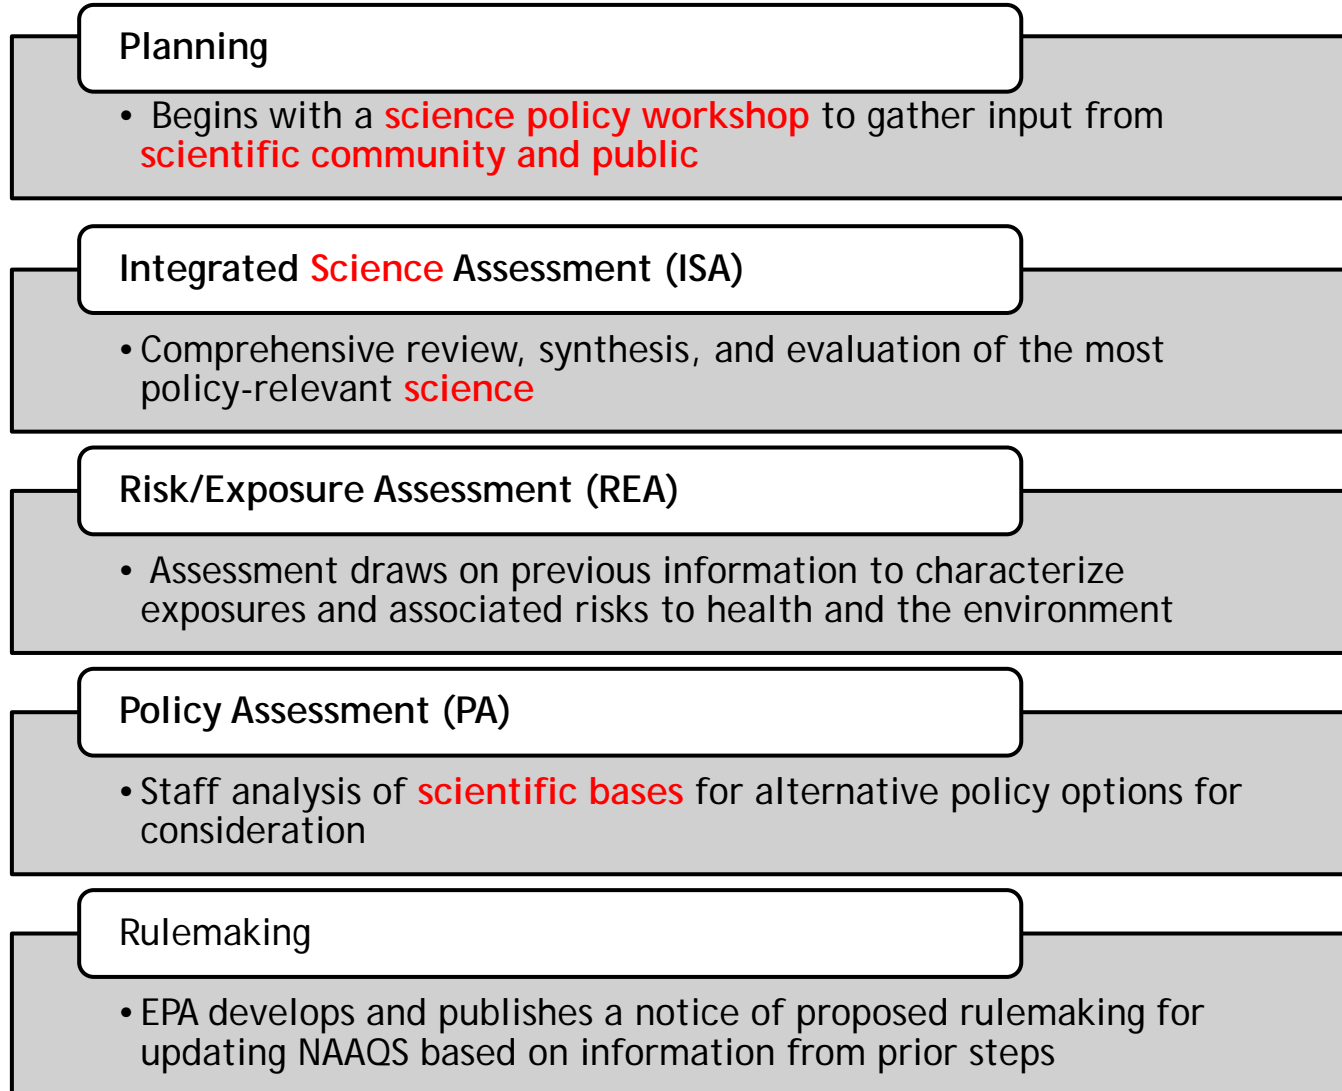 Planning
• Begins with a science policy workshop to gather input from
scientific community and public
Integrated Science Assessment (ISA)
• Comprehensive review, synthesis, and evaluation of the most
policy-relevant science
Risk/Exposure Assessment (REA)
• Assessment draws on previous information to characterize
exposures and associated risks to health and the environment
Policy Assessment (PA)
• Staff analysis of scientific bases for alternative policy options for
consideration
Rulemaking
• EPA develops and publishes a notice of proposed rulemaking for
updating NAAQS based on information from prior steps